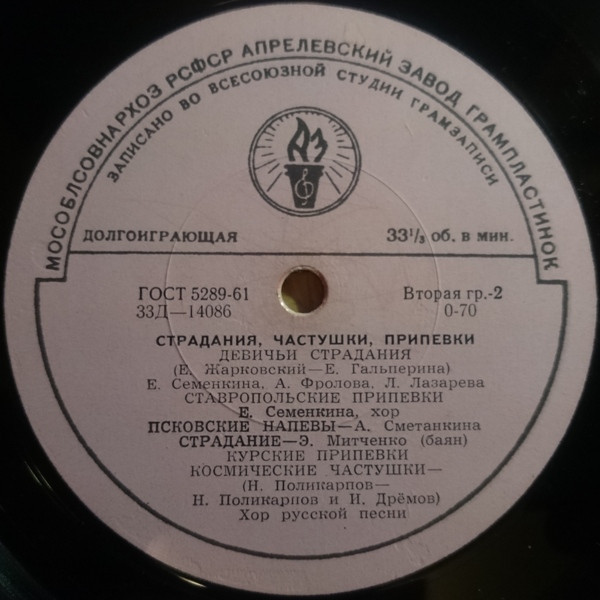 МОСОБЛСОВНАРХОЗ РСФСР АПРЕЛЕВСКИЙ ЗАВОД ГРАМПЛАСТИНОК
ЗАПИСАНО ВО ВСЕСОЮЗНОЙ СТУДИИ ГРАМЗАПИСИ
АЗ
ДОЛГОИГРАЮЩАЯ 33⅓ об. в мин.
ГОСТ 5289-61 Вторая гр.-2
33Д—14086 0-70
СТРАДАНИЯ, ЧАСТУШКИ, ПРИПЕВКИ
ДЕВИЧЬИ СТРАДАНИЯ
(Е. Жарковский—Е. Гальперина)
Е. Семенкина, А. Фролова, Л. Лазарева
СТАВРОПОЛЬСКИЕ ПРИПЕВКИ
Е. Семенкина, хор
ПСКОВСКИЕ НАПЕВЫ—А. Сметанкина
СТРАДАНИЕ—Э. Митченко (баян)
КУРСКИЕ ПРИПЕВКИ
КОСМИЧЕСКИЕ ЧАСТУШКИ—
(Н. Поликарпов—
Н. Поликарпов и И. Дрёмов)
Хор русской песни